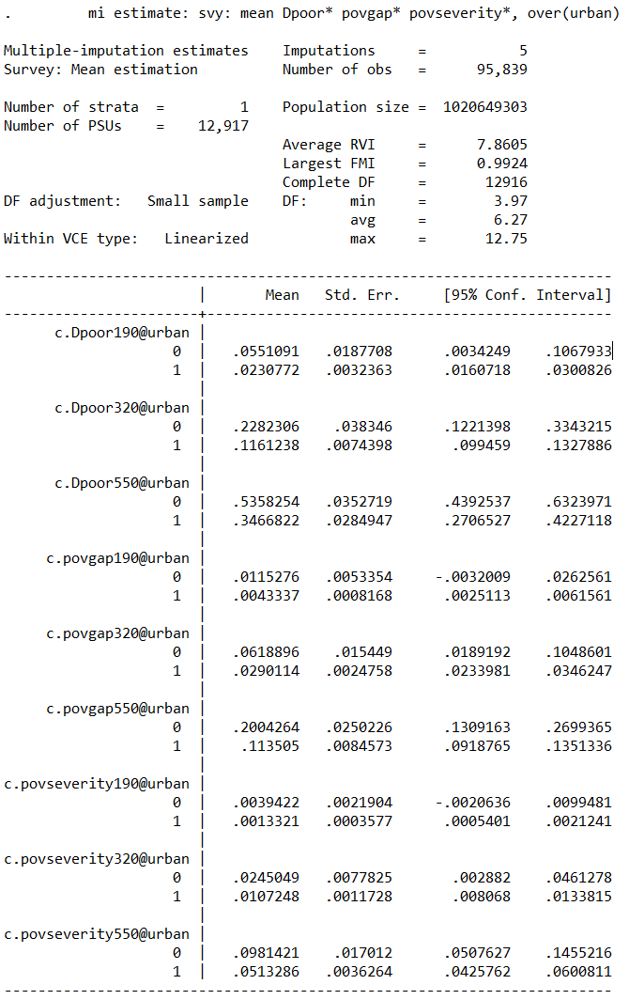 .         mi estimate: svy: mean Dpoor* povgap* povseverity*, over(urban)
Multiple-imputation estimates    Imputations     =          5
Survey: Mean estimation          Number of obs   =     95,839
Number of strata  =         1    Population size =  1020649303
Number of PSUs    =    12,917
                                 Average RVI     =     7.8605
                                 Largest FMI     =     0.9924
                                 Complete DF     =      12916
DF adjustment:   Small sample    DF:     min     =       3.97
                                         avg     =       6.27
Within VCE type:   Linearized            max     =      12.75
------------------------------------------------------------------------
                       |       Mean   Std. Err.     [95% Conf. Interval]
-----------------------+------------------------------------------------
      c.Dpoor190@urban |
                    0  |   .0551091   .0187708      .0034249    .1067933
                    1  |   .0230772   .0032363      .0160718    .0300826
                       |
      c.Dpoor320@urban |
                    0  |   .2282306    .038346      .1221398    .3343215
                    1  |   .1161238   .0074398       .099459    .1327886
                       |
      c.Dpoor550@urban |
                    0  |   .5358254   .0352719      .4392537    .6323971
                    1  |   .3466822   .0284947      .2706527    .4227118
                       |
     c.povgap190@urban |
                    0  |   .0115276   .0053354     -.0032009    .0262561
                    1  |   .0043337   .0008168      .0025113    .0061561
                       |
     c.povgap320@urban |
                    0  |   .0618896    .015449      .0189192    .1048601
                    1  |   .0290114   .0024758      .0233981    .0346247
                       |
     c.povgap550@urban |
                    0  |   .2004264   .0250226      .1309163    .2699365
                    1  |    .113505   .0084573      .0918765    .1351336
                       |
c.povseverity190@urban |
                    0  |   .0039422   .0021904     -.0020636    .0099481
                    1  |   .0013321   .0003577      .0005401    .0021241
                       |
c.povseverity320@urban |
                    0  |   .0245049   .0077825       .002882    .0461278
                    1  |   .0107248   .0011728       .008068    .0133815
                       |
c.povseverity550@urban |
                    0  |   .0981421    .017012      .0507627    .1455216
                    1  |   .0513286   .0036264      .0425762    .0600811
------------------------------------------------------------------------